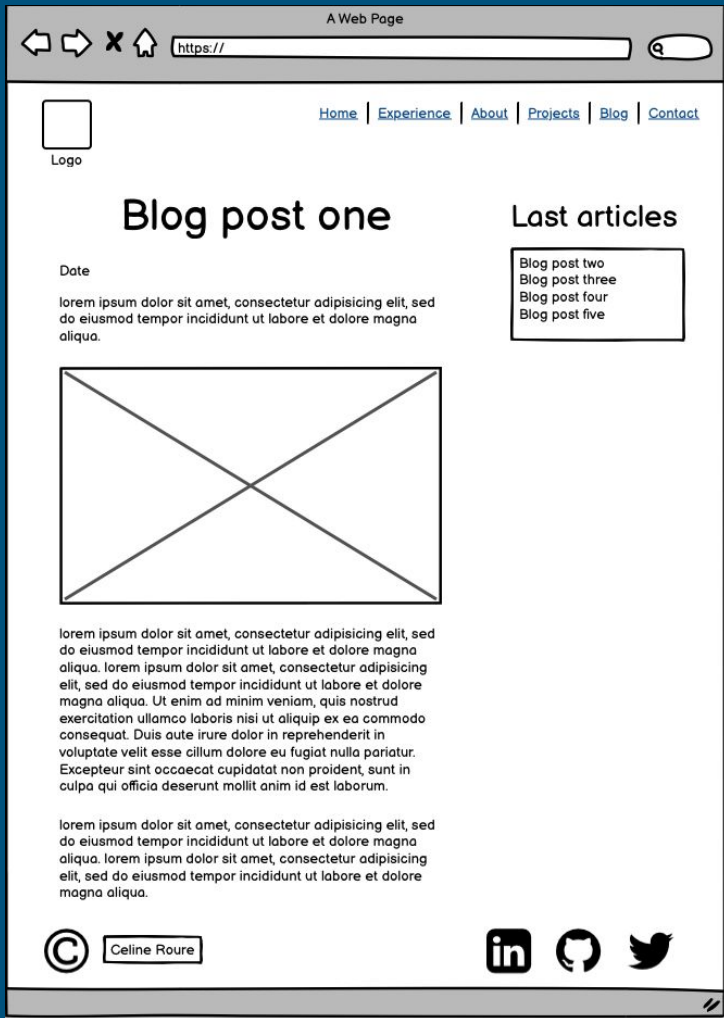 A Web Page
https://
Home | Experience | About | Projects | Blog | Contact
Logo
Blog post one
Date
lorem ipsum dolor sit amet, consectetur adipisicing elit, sed
do eiusmod tempor incididunt ut labore et dolore magna
aliqua.
lorem ipsum dolor sit amet, consectetur adipisicing elit, sed
do eiusmod tempor incididunt ut labore et dolore magna
aliqua. lorem ipsum dolor sit amet, consectetur adipisicing
elit, sed do eiusmod tempor incididunt ut labore et dolore
magna aliqua. Ut enim ad minim veniam, quis nostrud
exercitation ullamco laboris nisi ut aliquip ex ea commodo
consequat. Duis aute irure dolor in reprehenderit in
voluptate velit esse cillum dolore eu fugiat nulla pariatur.
Excepteur sint occaecat cupidatat non proident, sunt in
culpa qui officia deserunt mollit anim id est laborum.
lorem ipsum dolor sit amet, consectetur adipisicing elit, sed
do eiusmod tempor incididunt ut labore et dolore magna
aliqua. lorem ipsum dolor sit amet, consectetur adipisicing
elit, sed do eiusmod tempor incididunt ut labore et dolore
magna aliqua.
Last articles
Blog post two
Blog post three
Blog post four
Blog post five
© Celine Roure
in